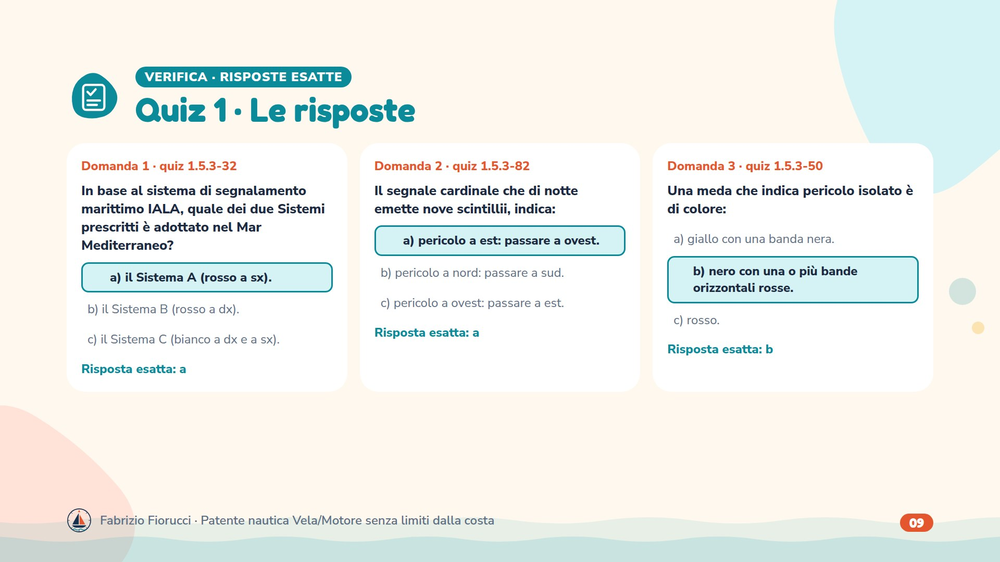 VERIFICA · RISPOSTE ESATTE
Quiz 1 · Le risposte
Domanda 1 · quiz 1.5.3-32
In base al sistema di segnalamento
marittimo IALA, quale dei due Sistemi
prescritti è adottato nel Mar
Mediterraneo?
a) il Sistema A (rosso a sx).
b) il Sistema B (rosso a dx).
c) il Sistema C (bianco a dx e a sx).
Risposta esatta: a
Domanda 2 · quiz 1.5.3-82
Il segnale cardinale che di notte
emette nove scintillii, indica:
a) pericolo a est: passare a ovest.
b) pericolo a nord: passare a sud.
c) pericolo a ovest: passare a est.
Risposta esatta: a
Domanda 3 · quiz 1.5.3-50
Una meda che indica pericolo isolato è
di colore:
a) giallo con una banda nera.
b) nero con una o più bande
orizzontali rosse.
c) rosso.
Risposta esatta: b
Fabrizio Fiorucci · Patente nautica Vela/Motore senza limiti dalla costa
09